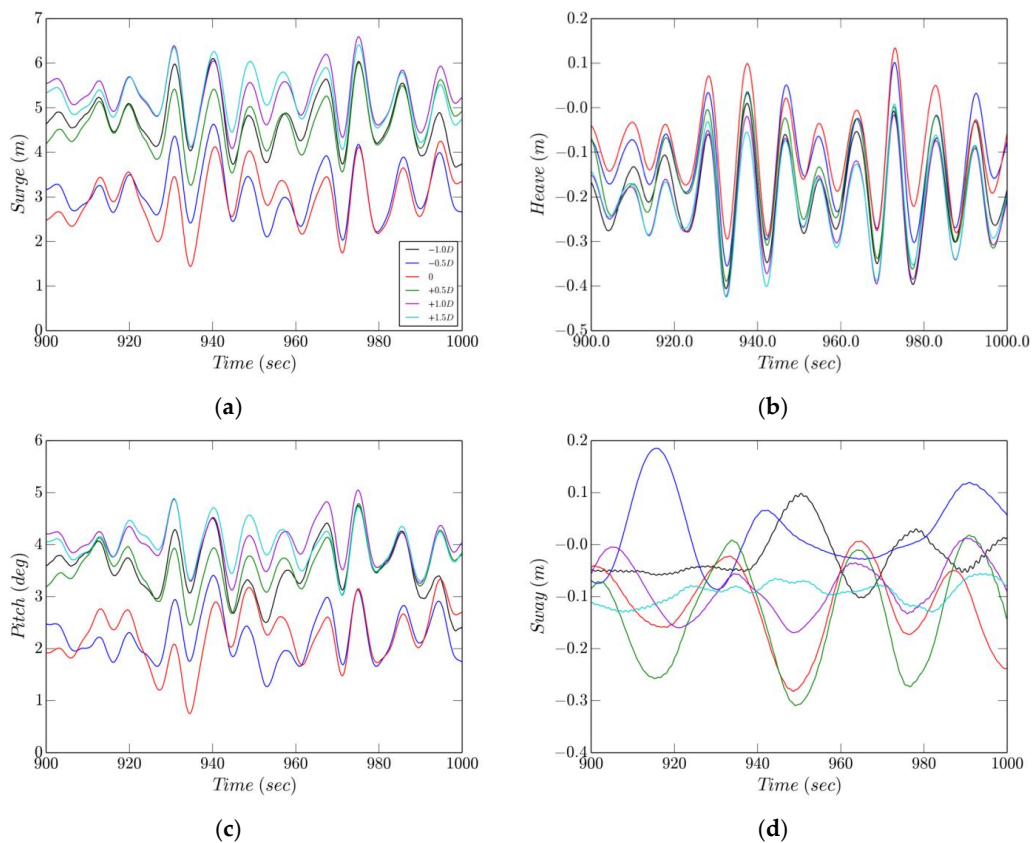 7
6
5
4
3
2
1
0
Surge (m)
−1.0D
−0.5D
0
+0.5D
+1.0D
+1.5D
900 920 940 960 980 1000
Time (sec)
(a)
0.2
0.1
−0.0
−0.1
−0.2
−0.3
−0.4
−0.5
Heave (m)
900.0 920.0 940.0 960.0 980.0 1000.0
Time (sec)
(b)
6
5
4
3
2
1
0
Pitch (deg)
900 920 940 960 980 1000
Time (sec)
(c)
0.2
0.1
−0.0
−0.1
−0.2
−0.3
−0.4
Sway (m)
900 920 940 960 980 1000
Time (sec)
(d)